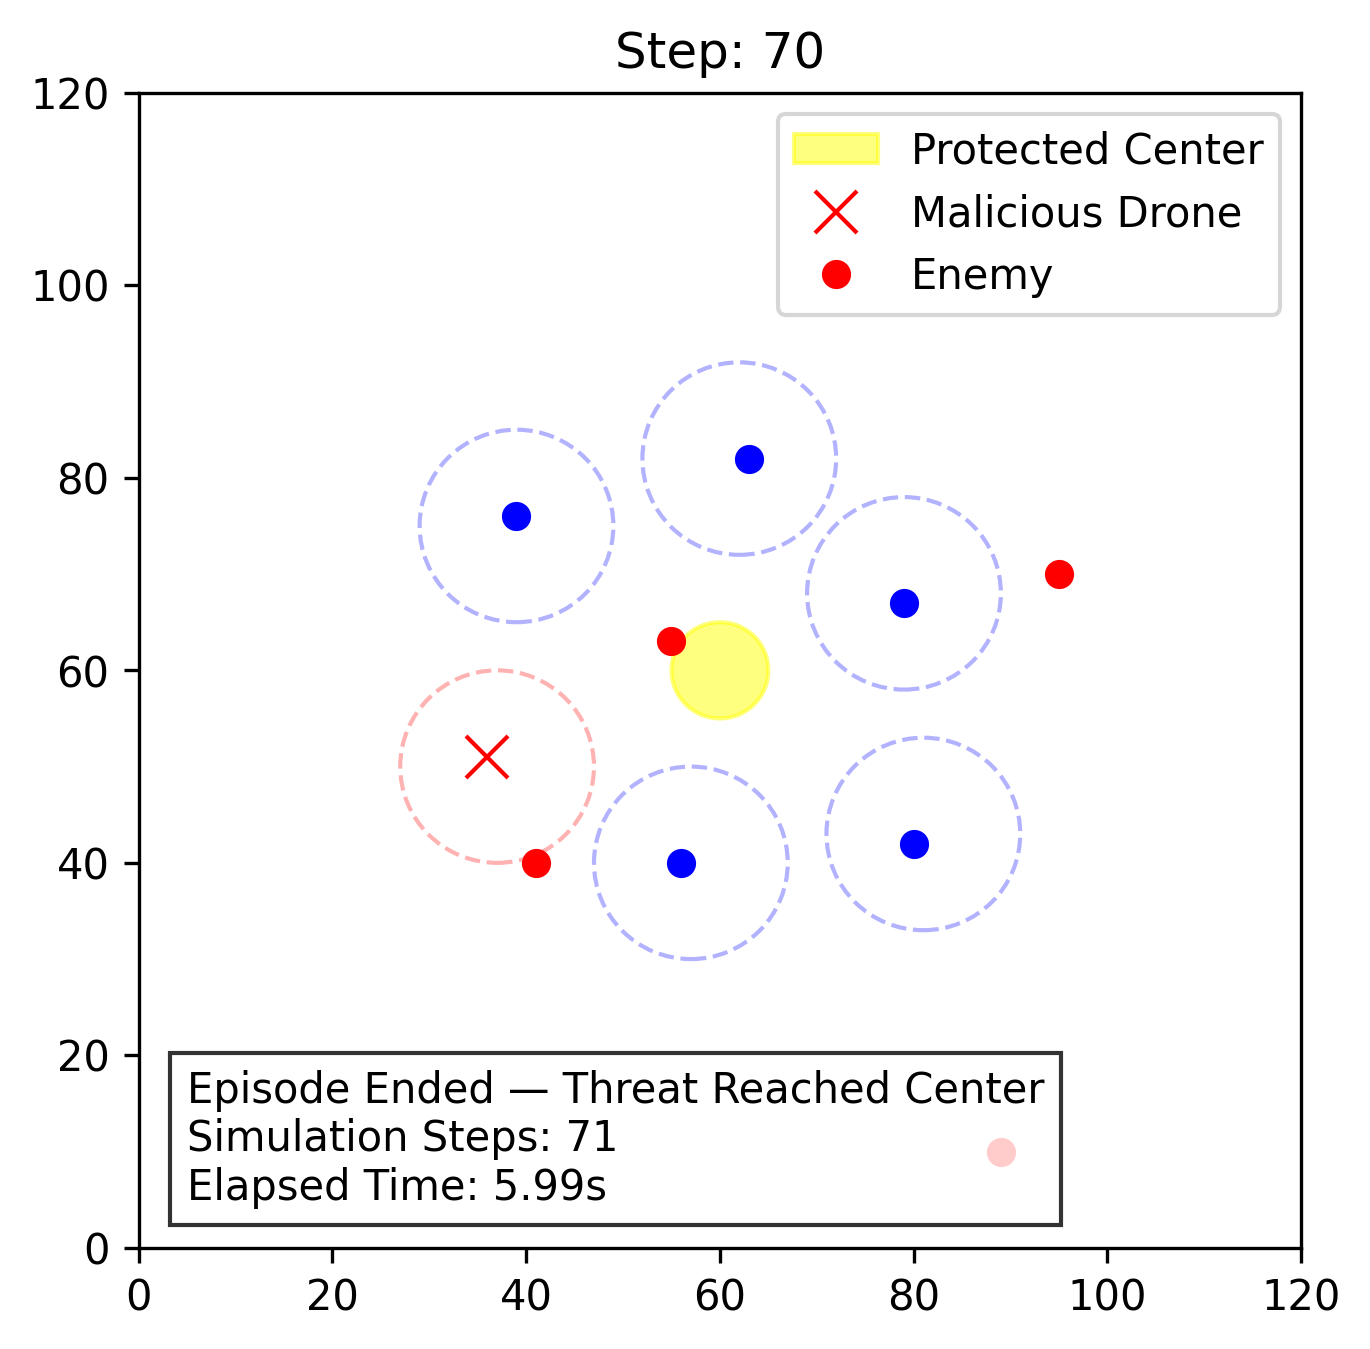 Step: 70
120
100
80
60
40
20
0
Protected Center
Malicious Drone
Enemy
Episode Ended — Threat Reached Center
Simulation Steps: 71
Elapsed Time: 5.99s
0 20 40 60 80 100 120